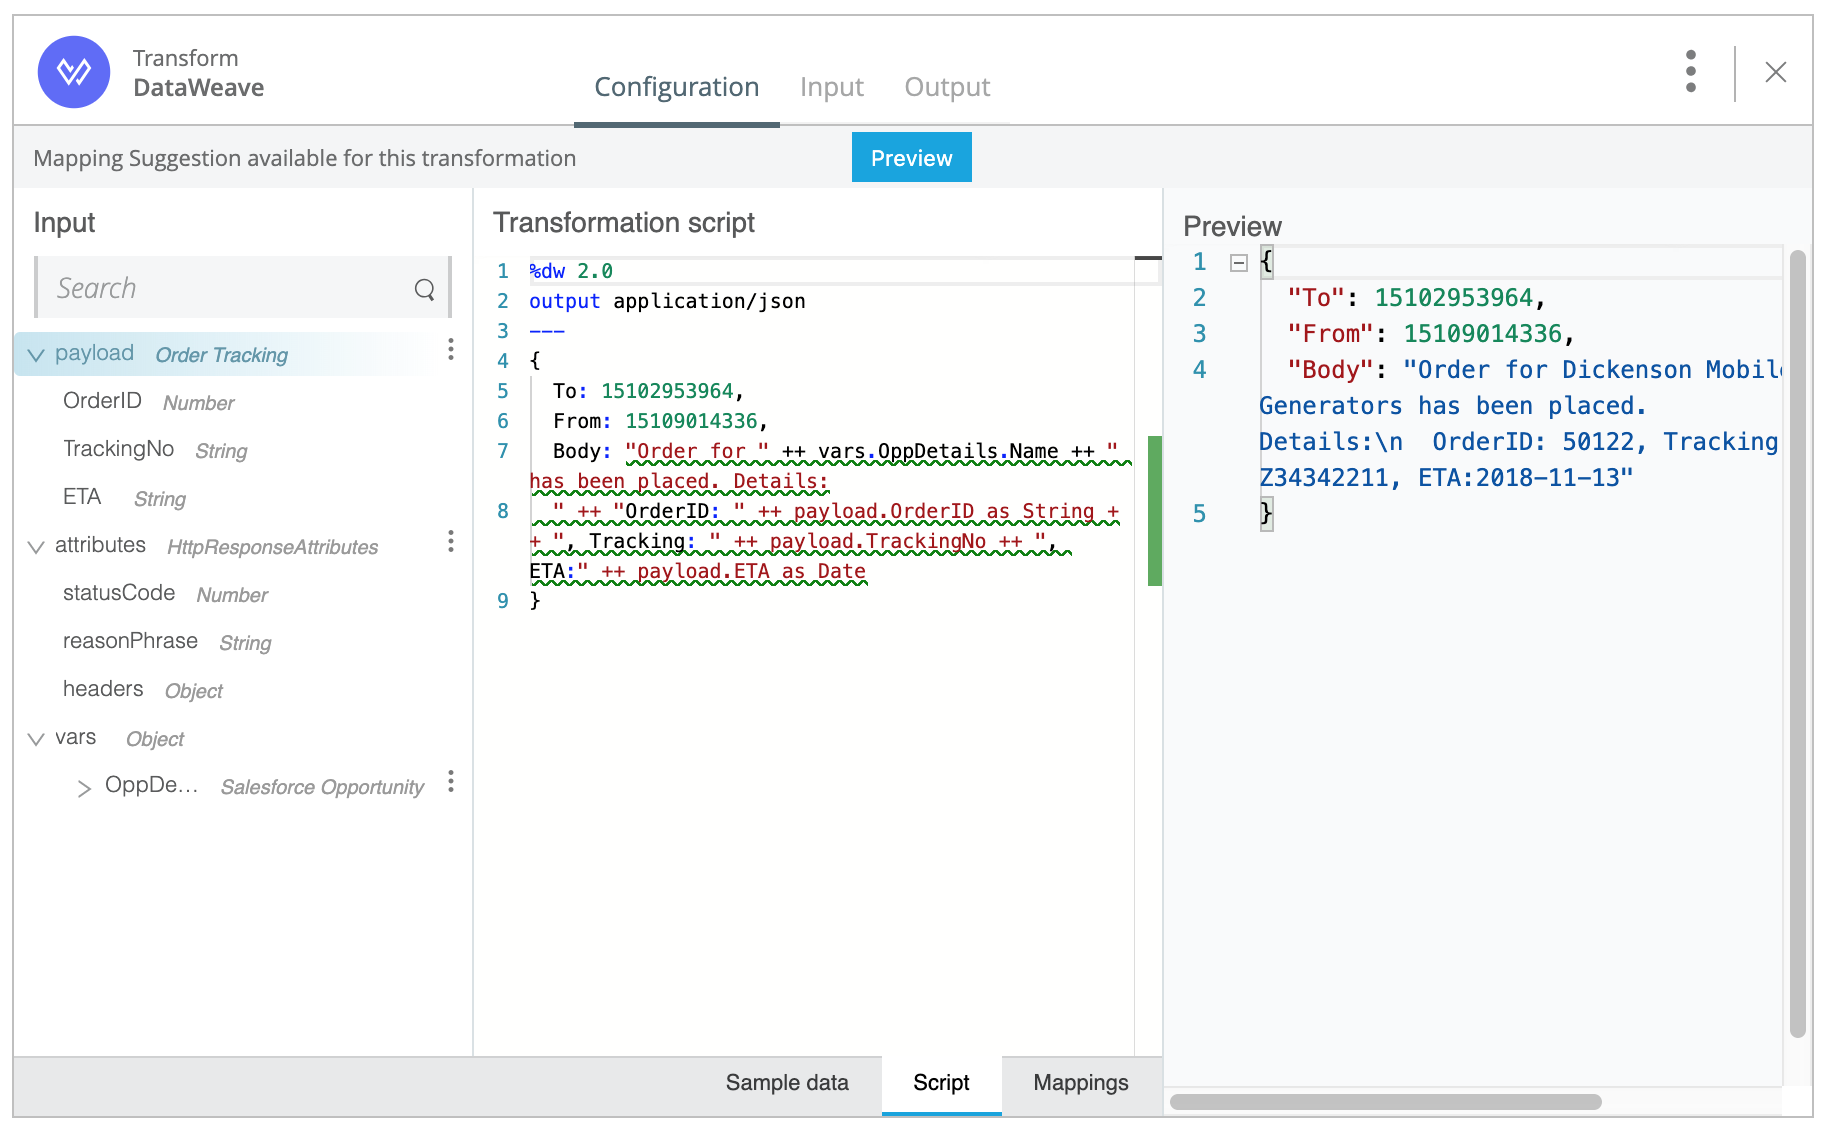 Transform
DataWeave
Configuration Input Output
Mapping Suggestion available for this transformation Preview
Input
Search
payload Order Tracking
OrderID Number
TrackingNo String
ETA String
attributes HttpResponseAttributes
statusCode Number
reasonPhrase String
headers Object
vars Object
OppDe... Salesforce Opportunity
Transformation script
1 %dw 2.0
2 output application/json
3 ---
4 {
5 To: 15102953964,
6 From: 15109014336,
7 Body: "Order for " ++ vars.OppDetails.Name ++ "
has been placed. Details:
8 " ++ "OrderID: " ++ payload.OrderID as String +
+ ", Tracking: " ++ payload.TrackingNo ++ ",
ETA:" ++ payload.ETA as Date
9 }
Preview
1 {
2 "To": 15102953964,
3 "From": 15109014336,
4 "Body": "Order for Dickenson Mobil
Generators has been placed.
Details:\n OrderID: 50122, Tracking
Z34342211, ETA:2018-11-13"
5 }
Sample data Script Mappings